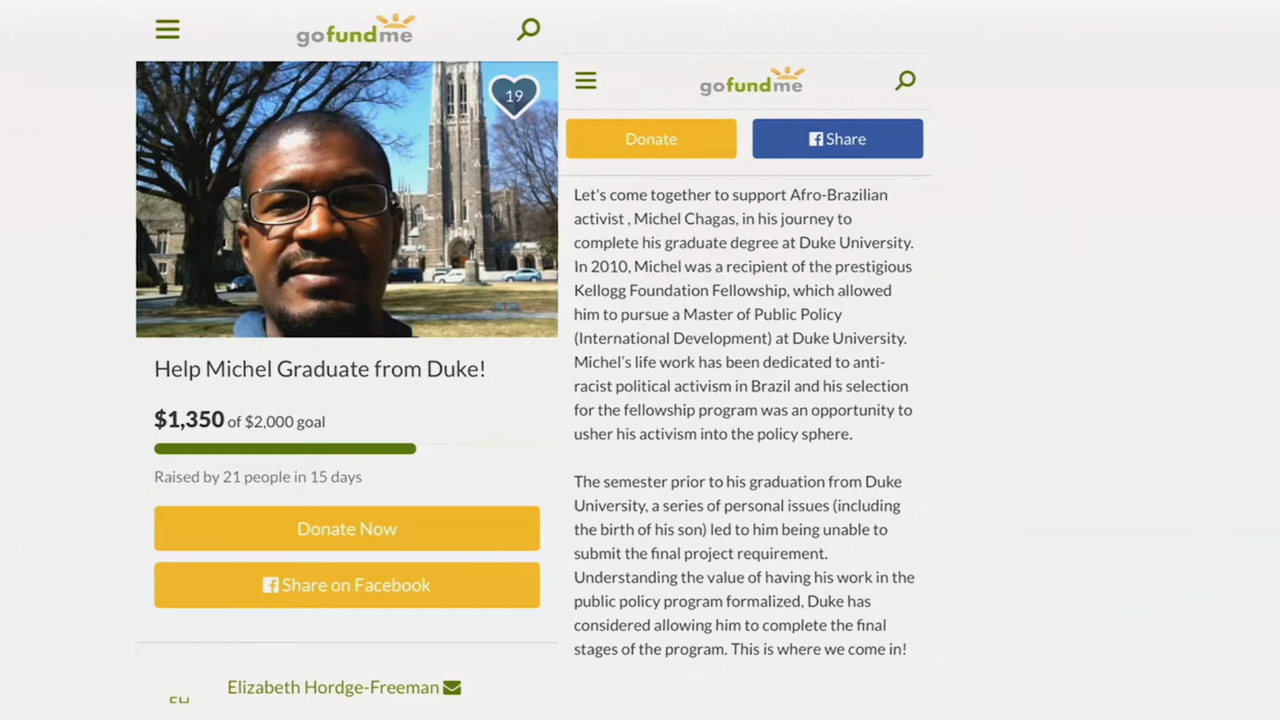 gofundme
19
Help Michel Graduate from Duke!
$1,350 of $2,000 goal
Raised by 21 people in 15 days
Donate Now
Share on Facebook
Elizabeth Hordge-Freeman
gofundme
Donate
Share
Let's come together to support Afro-Brazilian
activist , Michel Chagas, in his journey to
complete his graduate degree at Duke University.
In 2010, Michel was a recipient of the prestigious
Kellogg Foundation Fellowship, which allowed
him to pursue a Master of Public Policy
(International Development) at Duke University.
Michel's life work has been dedicated to anti-
racist political activism in Brazil and his selection
for the fellowship program was an opportunity to
usher his activism into the policy sphere.
The semester prior to his graduation from Duke
University, a series of personal issues (including
the birth of his son) led to him being unable to
submit the final project requirement.
Understanding the value of having his work in the
public policy program formalized, Duke has
considered allowing him to complete the final
stages of the program. This is where we come in!